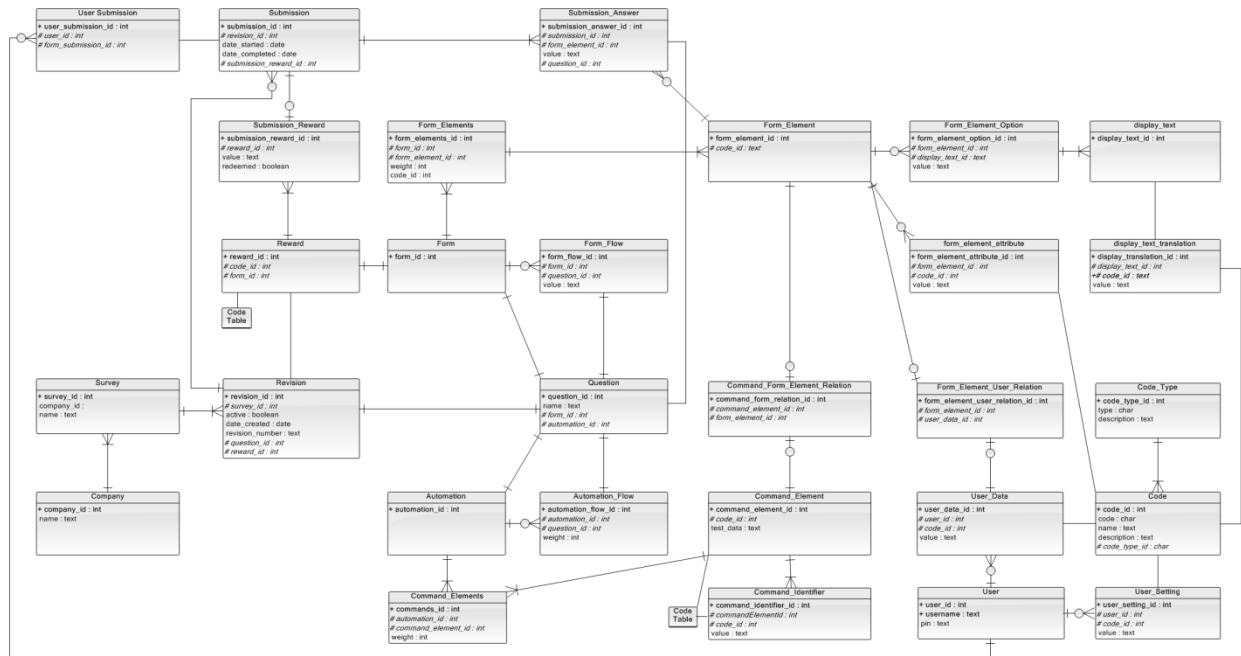 User Submission
+ user_submission_id : int
# user_id : int
# form_submission_id : int
Submission
+ submission_id : int
# revision_id : int
date_started : date
date_completed : date
# submission_reward_id : int
Submission_Answer
+ submission_answer_id : int
# submission_id : int
# form_element_id : int
value : text
# question_id : int
Submission_Reward
+ submission_reward_id : int
# reward_id : int
value : text
redeemed : boolean
Form_Elements
+ form_elements_id : int
# form_id : int
# form_element_id : int
weight : int
code_id : int
Form_Element
+ form_element_id : int
# code_id : text
Form_Element_Option
+ form_element_option_id : int
# form_element_id : int
# display_text_id : text
value : text
display_text
+ display_text_id : int
Reward
+ reward_id : int
# code_id : int
# form_id : int
Form
+ form_id : int
Form_Flow
+ form_flow_id : int
# form_id : int
# question_id : int
value : text
form_element_attribute
+ form_element_attribute_id : int
# form_element_id : int
# code_id : int
value : text
display_text_translation
+ display_translation_id : int
# display_text_id : int
+# code_id : text
value : text
Code
Table
Survey
+ survey_id : int
company_id :
name : text
Revision
+ revision_id : int
# survey_id : int
active : boolean
date_created : date
revision_number : text
# question_id : int
# reward_id : int
Question
+ question_id : int
name : text
# form_id : int
# automation_id : int
Command_Form_Element_Relation
+ command_form_relation_id : int
# command_element_id : int
# form_element_id : int
Form_Element_User_Relation
+ form_element_user_relation_id : int
# form_element_id : int
# user_data_id : int
Code_Type
+ code_type_id : int
type : char
description : text
Company
+ company_id : int
name : text
Automation
+ automation_id : int
Automation_Flow
+ automation_flow_id : int
# automation_id : int
# question_id : int
weight : int
Command_Element
+ command_element_id : int
# code_id : int
test_data : text
User_Data
+ user_data_id : int
# user_id : int
# code_id : int
value : text
Code
+ code_id : int
code : char
name : text
description : text
# code_type_id : char
Command_Elements
+ commands_id : int
# automation_id : int
# command_element_id : int
weight : int
Code
Table
Command_Identifier
+ command_identifier_id : int
# commandElementId : int
# code_id : int
value : text
User
+ user_id : int
+ username : text
pin : text
User_Setting
+ user_setting_id : int
# user_id : int
# code_id : int
value : text